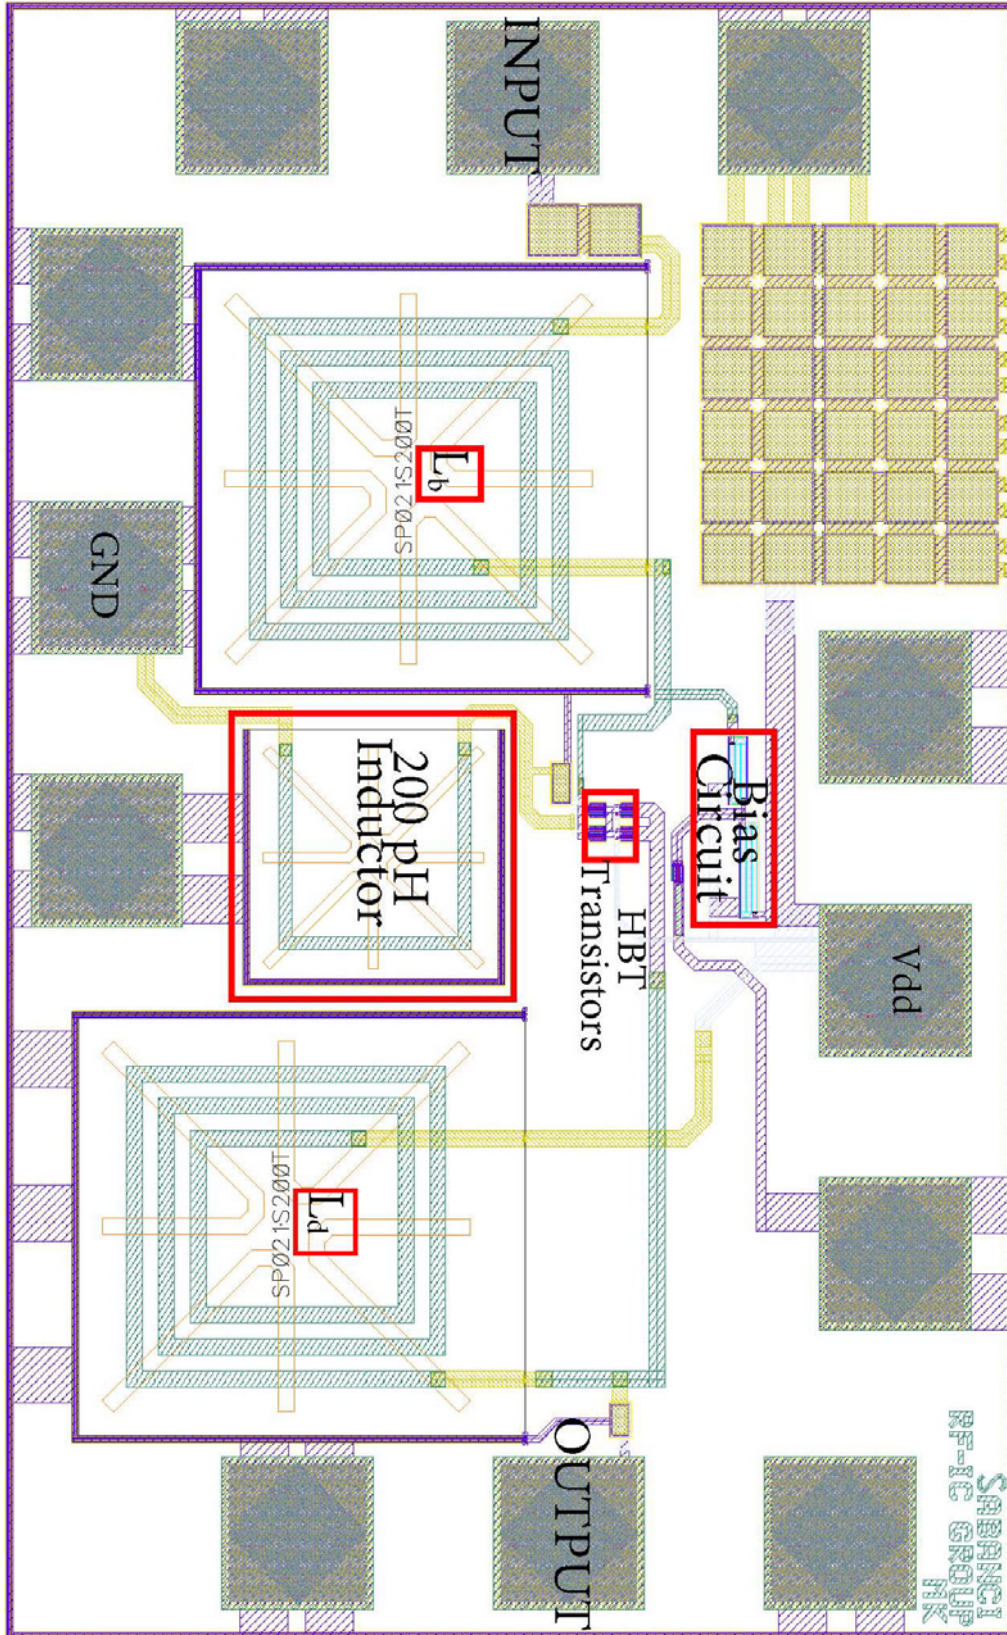 INPUT
SP021S200T
Lb
GND
200 pH
Inductor
Bias
Circuit
HBT
Transistors
Vdd
SP021S200T
Ld
OUTPUT
SABANCI
RF-IC GROUP
MK